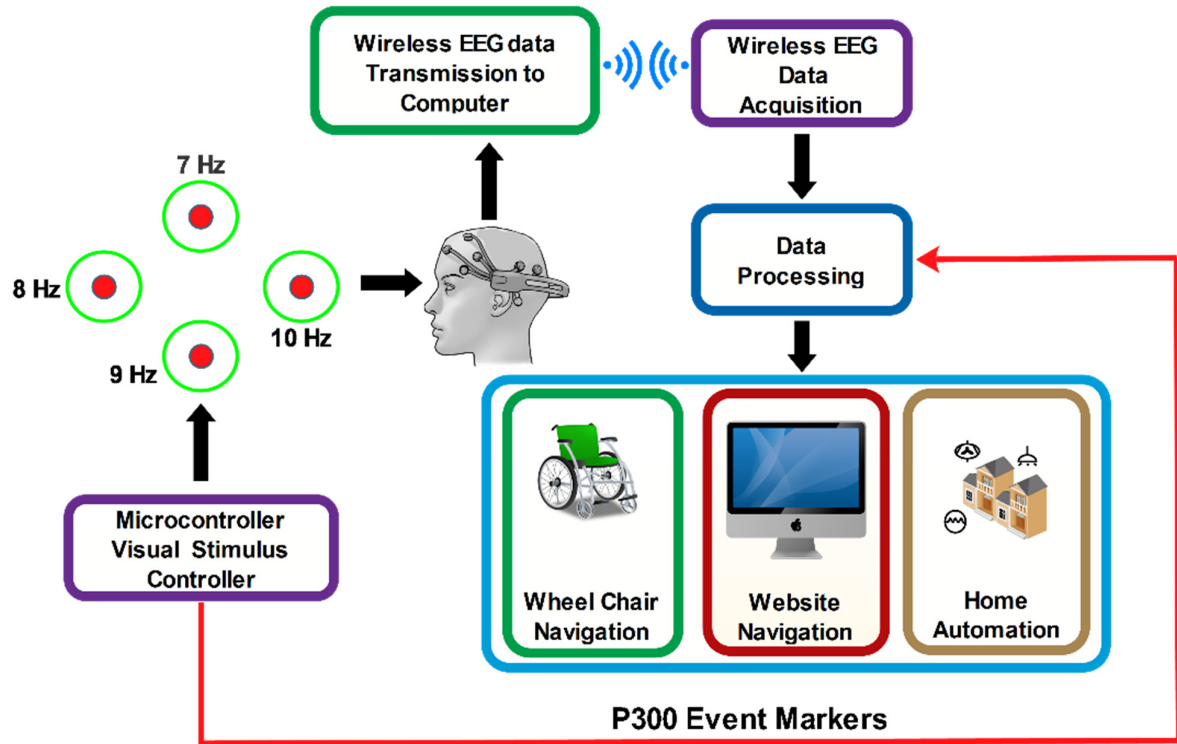 Wireless EEG data
Transmission to
Computer
Wireless EEG
Data
Acquisition
7 Hz
8 Hz
10 Hz
9 Hz
Data
Processing
Microcontroller
Visual Stimulus
Controller
Wheel Chair
Navigation
Website
Navigation
Home
Automation
P300 Event Markers